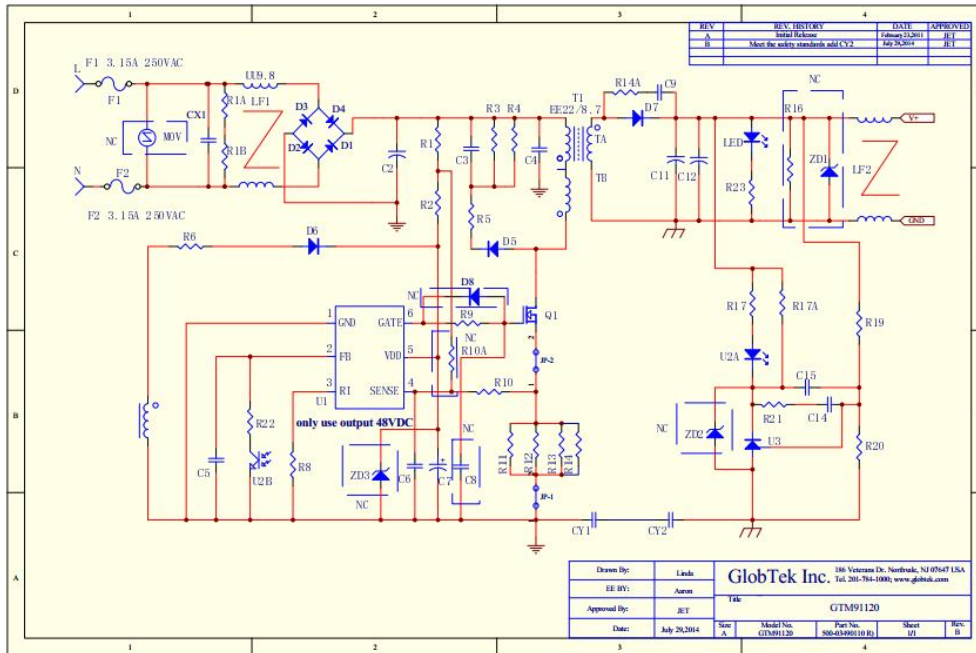 1 2 3 4
REV REV. HISTORY DATE APPROVED
A Initial Release February 23,2011 JET
B Meet the safety standards add CY2 July 29,2014 JET
D
L F1 3.15A 250VAC
F1
UU9.8
LF1
CX1
R1A
R1B
NC MOV
D3 D4
D2 D1
N
F2
F2 3.15A 250VAC
C2
R1
R2
C3
R3 R4
C4
R5
D5
T1
EE22/8.7
TA
TB
R14A
C9
D7
C11
C12
LED
R23
NC
R16
ZD1
LF2
V+
GND
C
R6
D6
NC D8
R9
Q1
NC
R10A
JP-2
2
1
1 GND GATE 6
2 FB VDD 5
3 RI SENSE 4
U1
R10
only use output 48VDC
B
R22
U2B
C5
R8
ZD3
NC
C6
C7
+
NC
C8
R11
R12
R13
R14
JP-1
1
CY1
CY2
R17
R17A
U2A
R19
C15
R21
C14
NC ZD2
U3
R20
A
Drawn By: Linda
EE BY: Aaron
Approved By: JET
Date: July 29,2014
GlobTek Inc.
186 Veterans Dr. Northvale, NJ 07647 USA
Tel. 201-784-1000; www.globtek.com
Title
GTM91120
Size Model No. Part No. Sheet Rev.
A GTM91120 500-03490110 R) 1/1 B
1 2 3 4